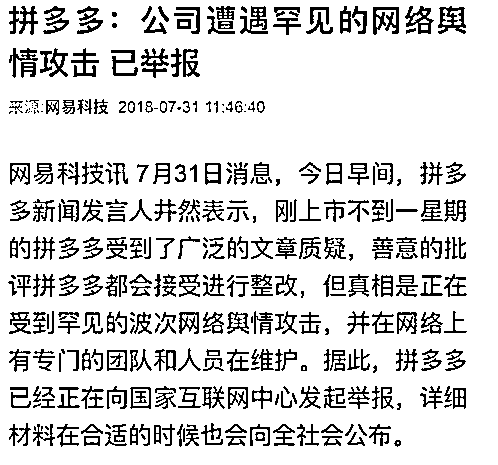 拼多多：公司遭遇罕见的网络舆
情攻击 已举报
来源:网易科技 2018-07-31 11:46:40
网易科技讯 7月31日消息，今日早间，拼多
多新闻发言人井然表示，刚上市不到一星期
的拼多多受到了广泛的文章质疑，善意的批
评拼多多都会接受进行整改，但真相是正在
受到罕见的波次网络舆情攻击，并在网络上
有专门的团队和人员在维护。据此，拼多多
已经正在向国家互联网中心发起举报，详细
材料在合适的时候也会向全社会公布。